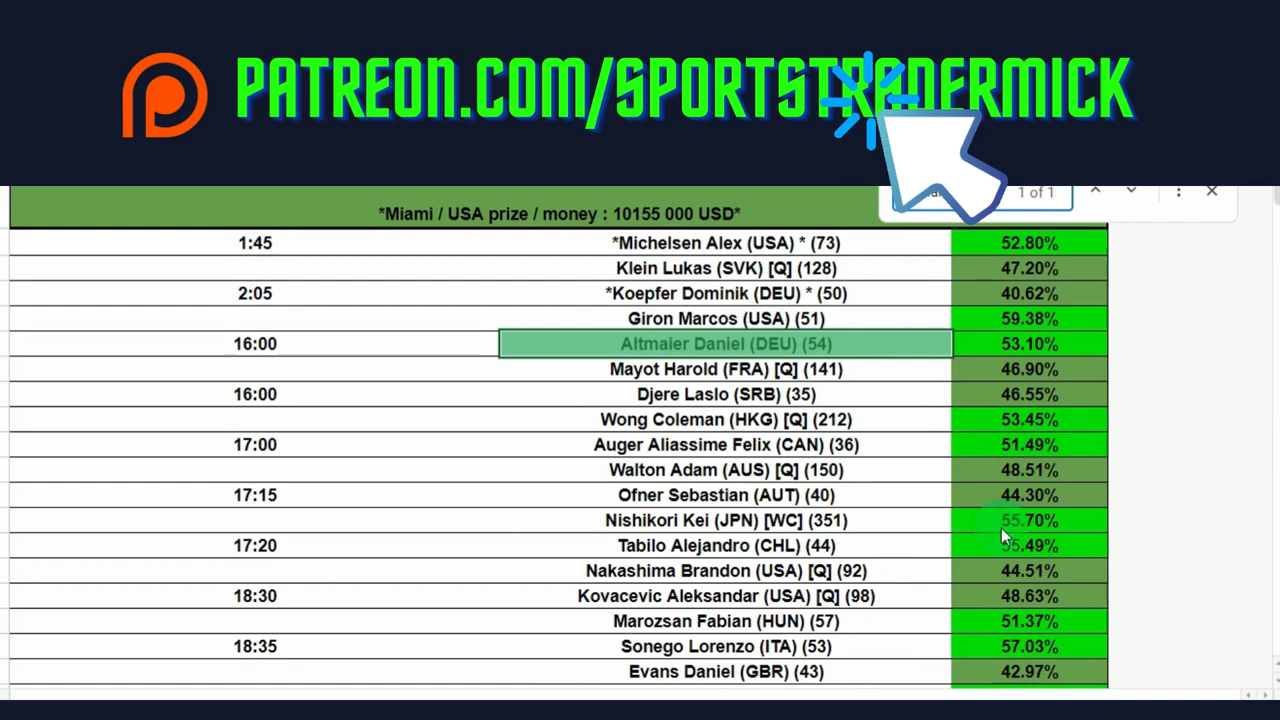 PATREON.COM/SPORTSTRADERMICK
1 of 1
*Miami / USA prize / money : 10155 000 USD*
1:45 *Michelsen Alex (USA) * (73) 52.80%
Klein Lukas (SVK) [Q] (128) 47.20%
2:05 *Koepfer Dominik (DEU) * (50) 40.62%
Giron Marcos (USA) (51) 59.38%
16:00 Altmaier Daniel (DEU) (54) 53.10%
Mayot Harold (FRA) [Q] (141) 46.90%
16:00 Djere Laslo (SRB) (35) 46.55%
Wong Coleman (HKG) [Q] (212) 53.45%
17:00 Auger Aliassime Felix (CAN) (36) 51.49%
Walton Adam (AUS) [Q] (150) 48.51%
17:15 Ofner Sebastian (AUT) (40) 44.30%
Nishikori Kei (JPN) [WC] (351) 55.70%
17:20 Tabilo Alejandro (CHL) (44) 55.49%
Nakashima Brandon (USA) [Q] (92) 44.51%
18:30 Kovacevic Aleksandar (USA) [Q] (98) 48.63%
Marozsan Fabian (HUN) (57) 51.37%
18:35 Sonego Lorenzo (ITA) (53) 57.03%
Evans Daniel (GBR) (43) 42.97%